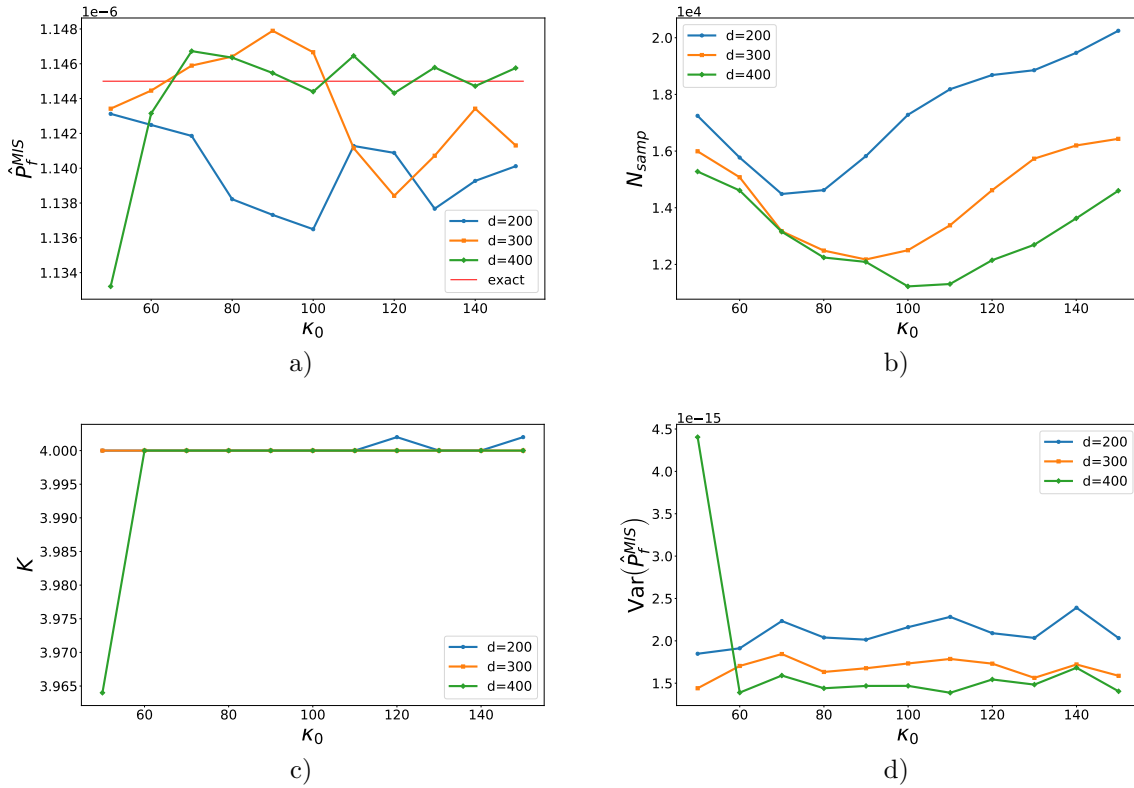 1e−6
1.148
1.146
1.144
1.142
1.140
1.138
1.136
1.134
P̂_f^{MIS}
d=200
d=300
d=400
exact
60 80 100 120 140
κ₀
a)
1e4
2.0
1.8
1.6
1.4
1.2
N_{samp}
d=200
d=300
d=400
60 80 100 120 140
κ₀
b)
4.000
3.995
3.990
3.985
3.980
3.975
3.970
3.965
K
d=200
d=300
d=400
60 80 100 120 140
κ₀
c)
1e−15
4.5
4.0
3.5
3.0
2.5
2.0
1.5
Var(P̂_f^{MIS})
d=200
d=300
d=400
60 80 100 120 140
κ₀
d)